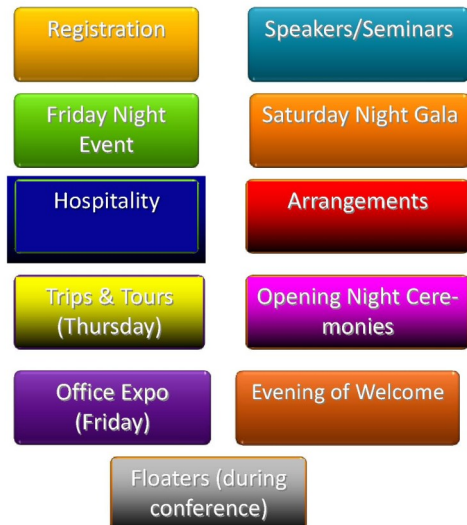 Registration
Speakers/Seminars
Friday Night
Event
Saturday Night Gala
Hospitality
Arrangements
Trips & Tours
(Thursday)
Opening Night Cere-
monies
Office Expo
(Friday)
Evening of Welcome
Floaters (during
conference)